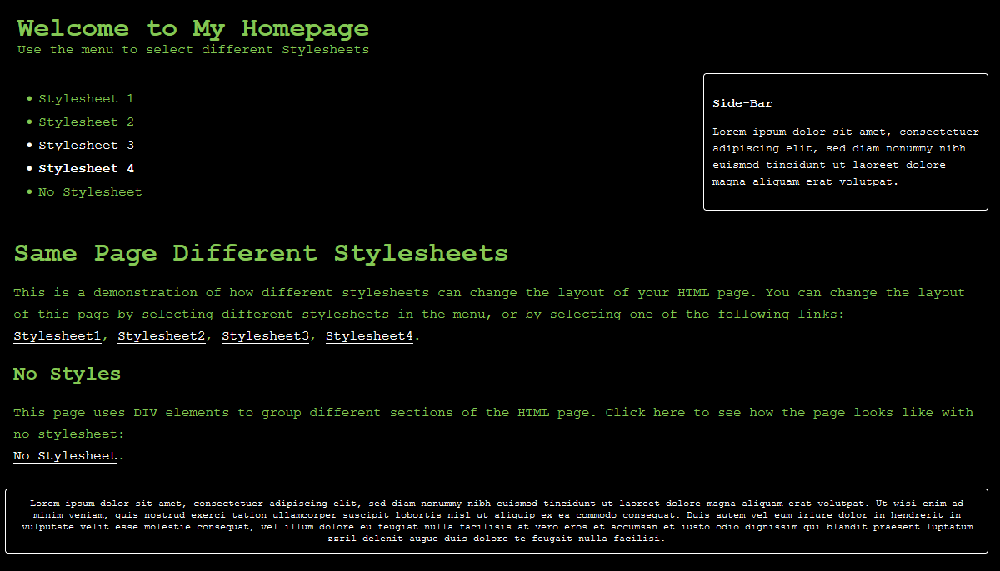 Welcome to My Homepage
Use the menu to select different Stylesheets
Stylesheet 1
Stylesheet 2
Stylesheet 3
Stylesheet 4
No Stylesheet
Side-Bar
Lorem ipsum dolor sit amet, consectetuer
adipiscing elit, sed diam nonummy nibh
euismod tincidunt ut laoreet dolore
magna aliquam erat volutpat.
Same Page Different Stylesheets
This is a demonstration of how different stylesheets can change the layout of your HTML page. You can change the layout
of this page by selecting different stylesheets in the menu, or by selecting one of the following links:
Stylesheet1, Stylesheet2, Stylesheet3, Stylesheet4.
No Styles
This page uses DIV elements to group different sections of the HTML page. Click here to see how the page looks like with
no stylesheet:
No Stylesheet.
Lorem ipsum dolor sit amet, consectetuer adipiscing elit, sed diam nonummy nibh euismod tincidunt ut laoreet dolore magna aliquam erat volutpat. Ut wisi enim ad
minim veniam, quis nostrud exerci tation ullamcorper suscipit lobortis nisl ut aliquip ex ea commodo consequat. Duis autem vel eum iriure dolor in hendrerit in
vulputate velit esse molestie consequat, vel illum dolore eu feugiat nulla facilisis at vero eros et accumsan et iusto odio dignissim qui blandit praesent luptatum
zzril delenit augue duis dolore te feugait nulla facilisi.